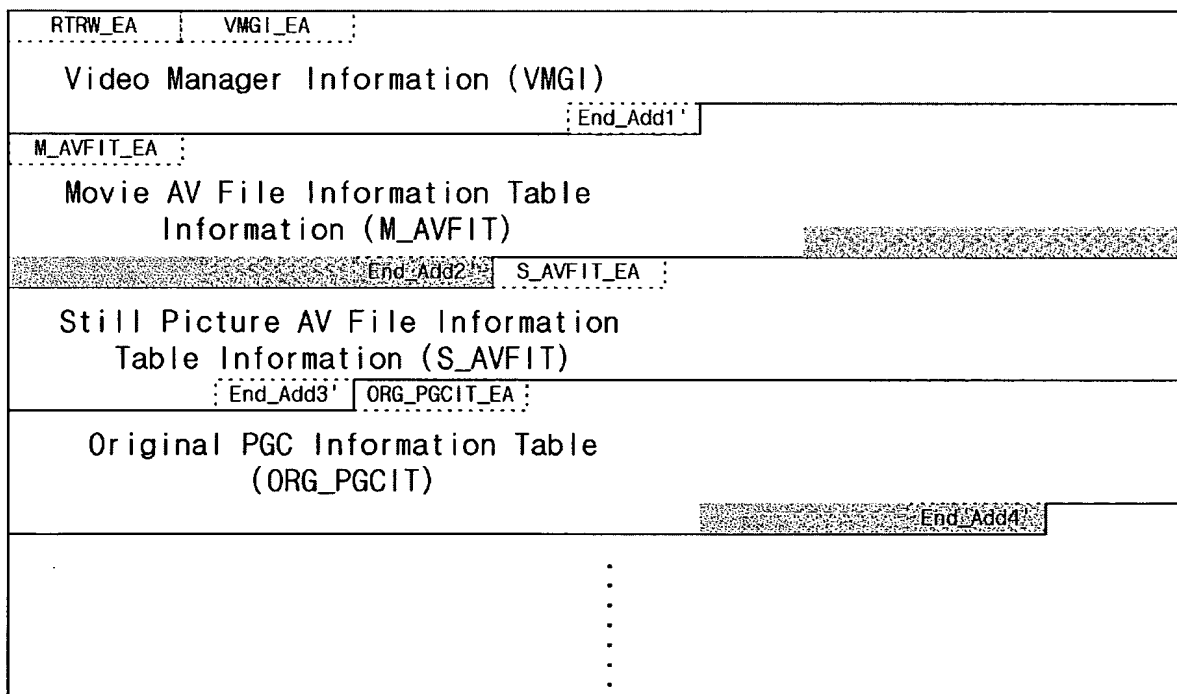 RTRW_EA VMGI_EA
Video Manager Information (VMGI)
End_Add1'
M_AVFIT_EA
Movie AV File Information Table
Information (M_AVFIT)
End_Add2' S_AVFIT_EA
Still Picture AV File Information
Table Information (S_AVFIT)
End_Add3' ORG_PGCIT_EA
Original PGC Information Table
(ORG_PGCIT)
End_Add4'